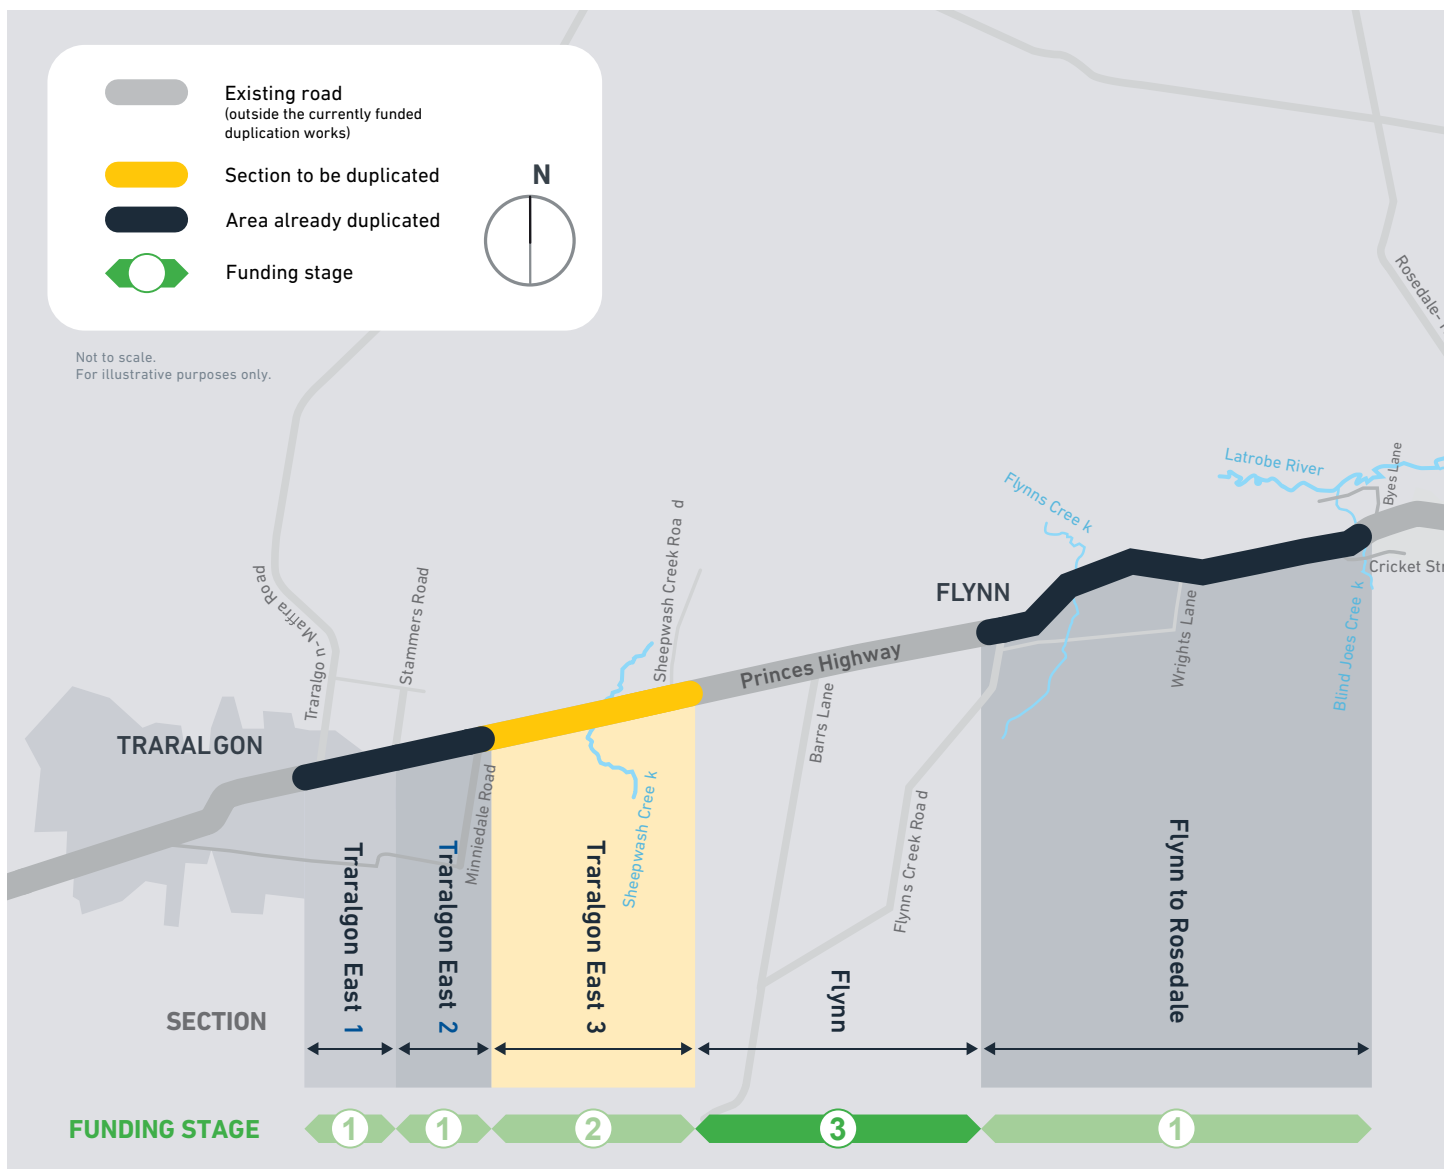 Existing road
(outside the currently funded
duplication works)
Section to be duplicated
Area already duplicated
Funding stage
N
Not to scale.
For illustrative purposes only.
Rosedale-
Latrobe River
Byes Lane
Flynns Cree k
Sheepwash Creek Roa d
Cricket Str
Traralgo n-Maffra Road
Stammers Road
FLYNN
Wrights Lane
Blind Joes Cree k
Princes Highway
Barrs Lane
TRARALGON
Minniedale Road
Sheepwash Cree k
Flynn s Creek Roa d
Traralgon East 1
Traralgon East 2
Traralgon East 3
Flynn
Flynn to Rosedale
SECTION
FUNDING STAGE
1
1
2
3
1